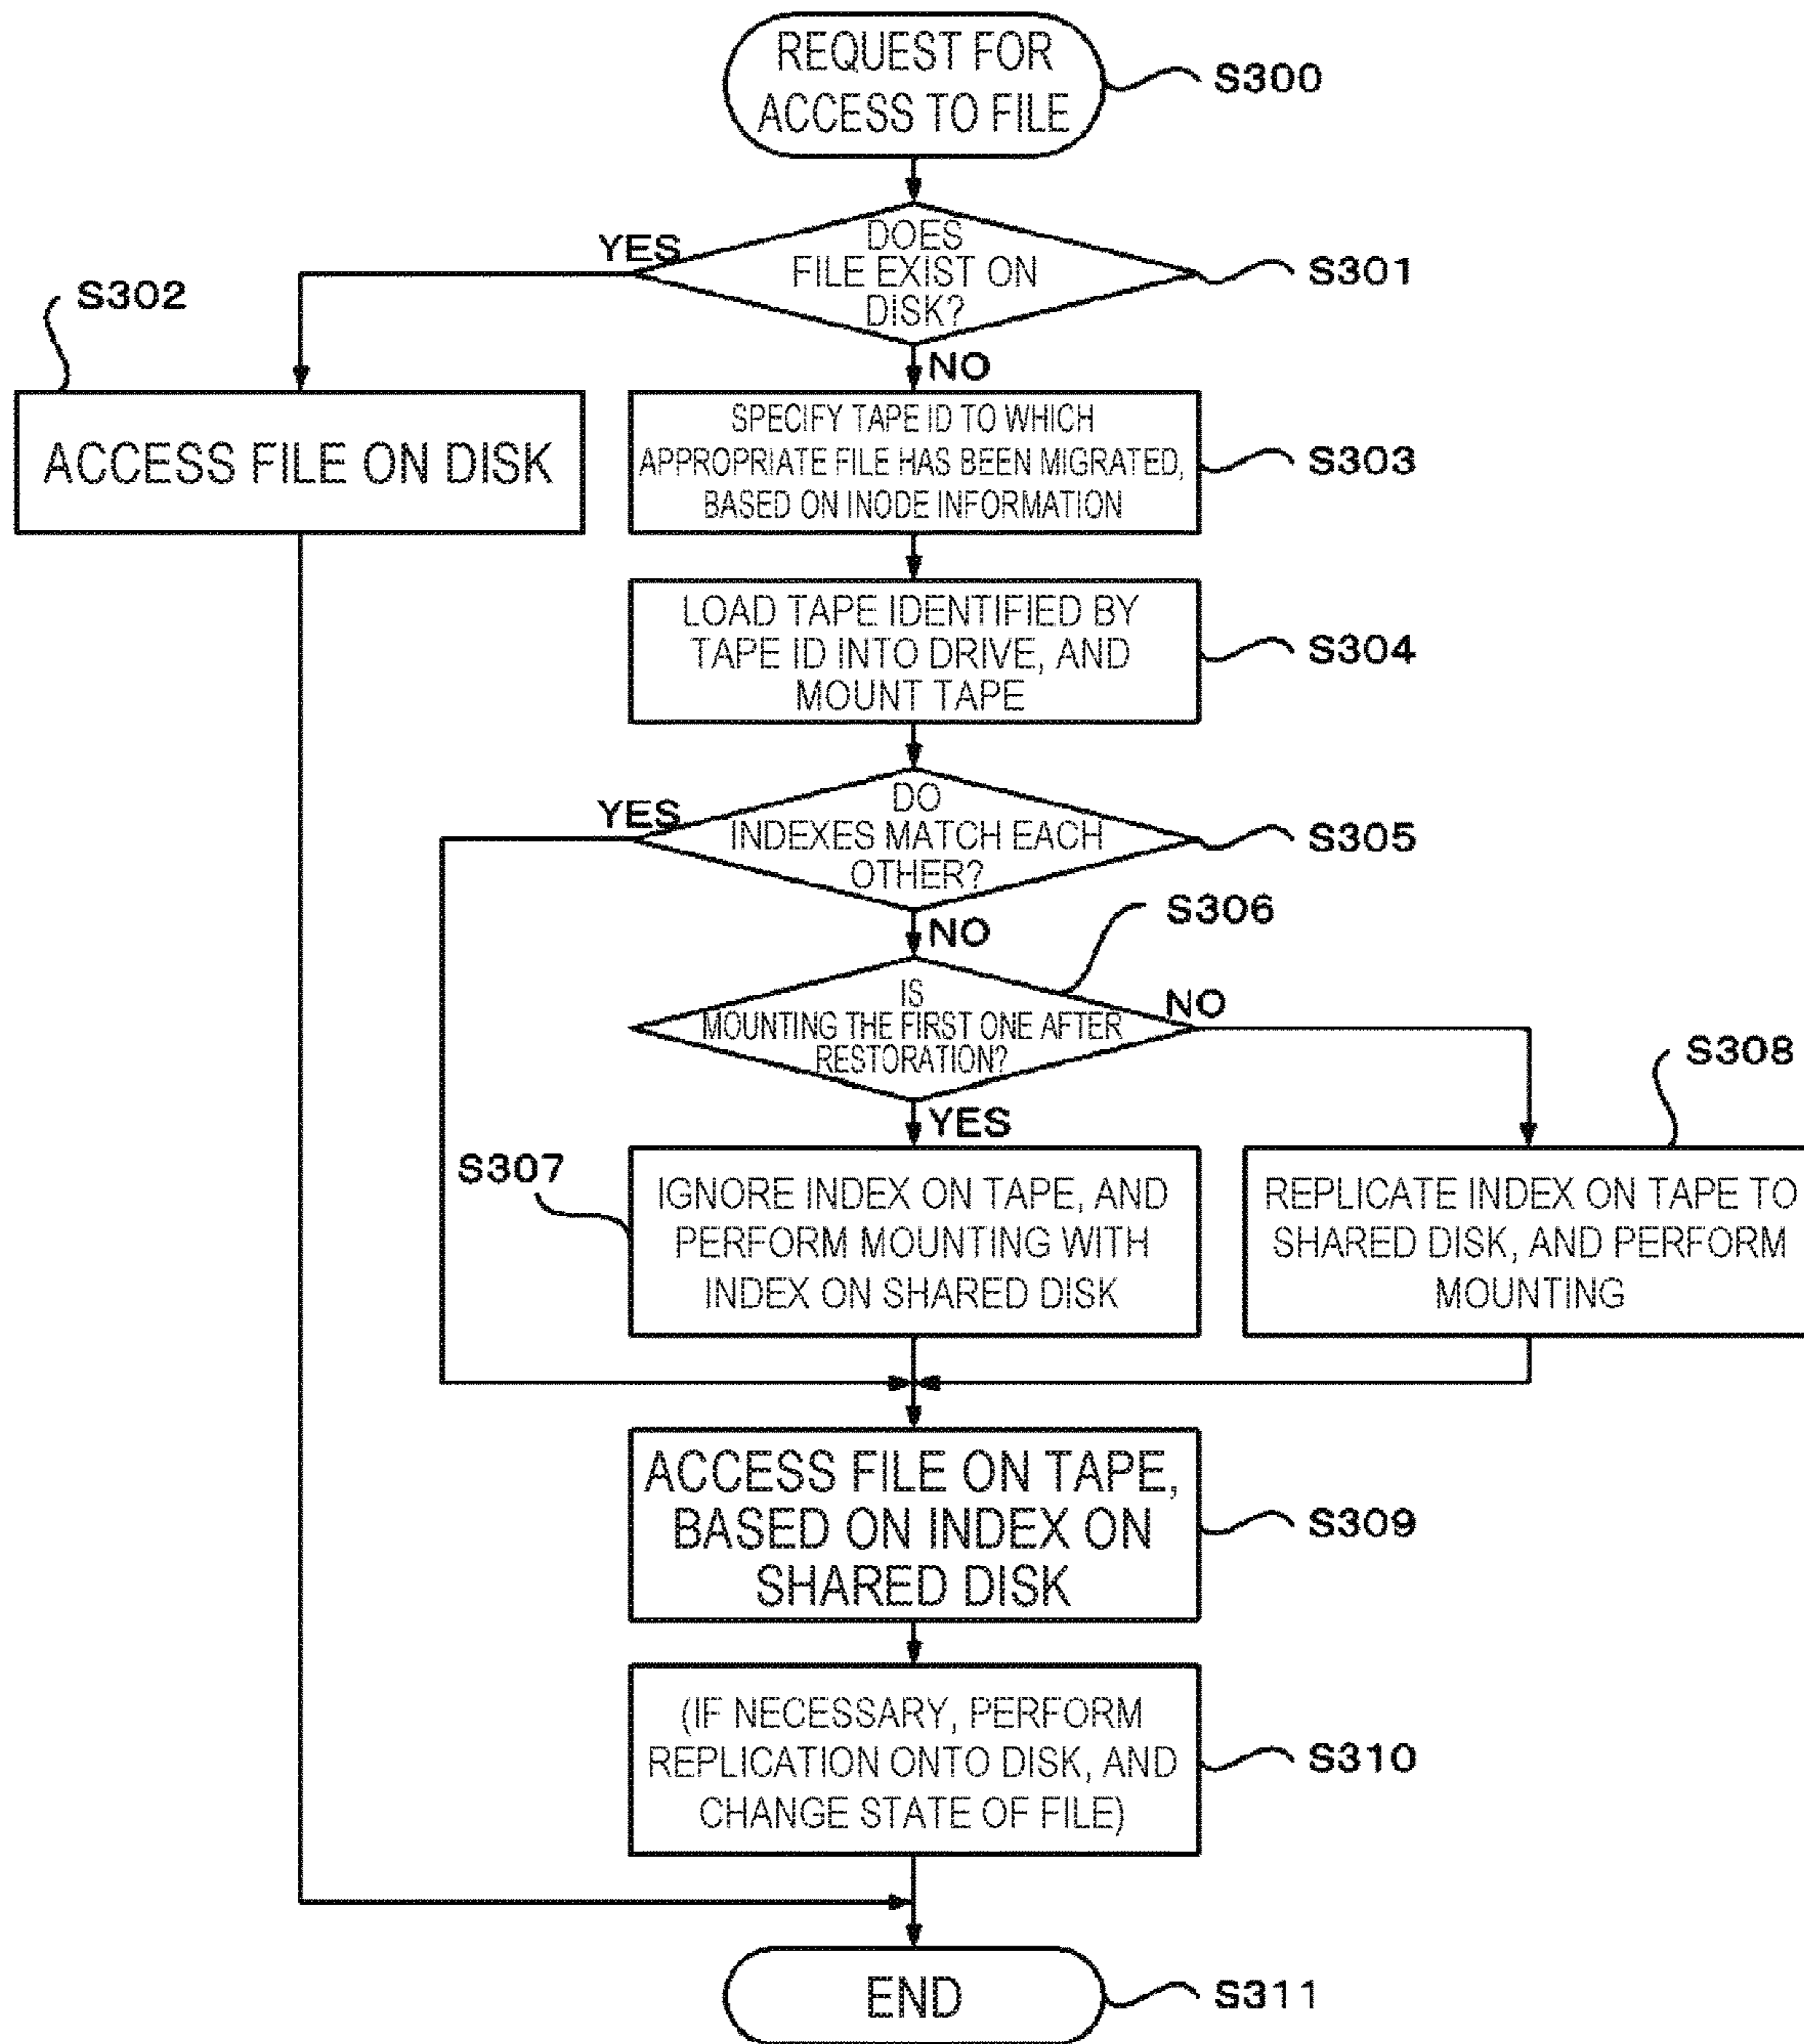 REQUEST FOR
ACCESS TO FILE
S300
DOES
FILE EXIST ON
DISK?
YES
S301
S302
NO
ACCESS FILE ON DISK
SPECIFY TAPE ID TO WHICH
APPROPRIATE FILE HAS BEEN MIGRATED,
BASED ON INODE INFORMATION
S303
LOAD TAPE IDENTIFIED BY
TAPE ID INTO DRIVE, AND
MOUNT TAPE
S304
DO
INDEXES MATCH EACH
OTHER?
YES
S305
NO
S306
IS
MOUNTING THE FIRST ONE AFTER
RESTORATION?
NO
YES
S308
S307
IGNORE INDEX ON TAPE, AND
PERFORM MOUNTING WITH
INDEX ON SHARED DISK
REPLICATE INDEX ON TAPE TO
SHARED DISK, AND PERFORM
MOUNTING
ACCESS FILE ON TAPE,
BASED ON INDEX ON
SHARED DISK
S309
(IF NECESSARY, PERFORM
REPLICATION ONTO DISK, AND
CHANGE STATE OF FILE)
S310
END
S311